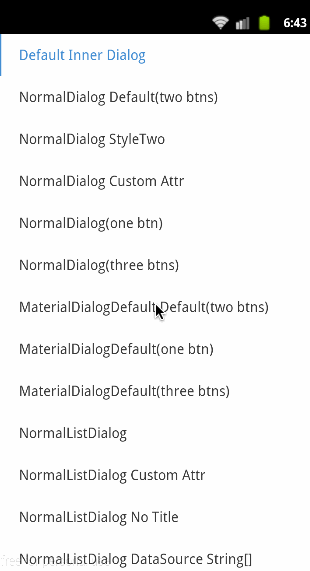 6:43
Default Inner Dialog
NormalDialog Default(two btns)
NormalDialog StyleTwo
NormalDialog Custom Attr
NormalDialog(one btn)
NormalDialog(three btns)
MaterialDialogDefault Default(two btns)
MaterialDialogDefault(one btn)
MaterialDialogDefault(three btns)
NormalListDialog
NormalListDialog Custom Attr
NormalListDialog No Title
NormalListDialog DataSource String[]